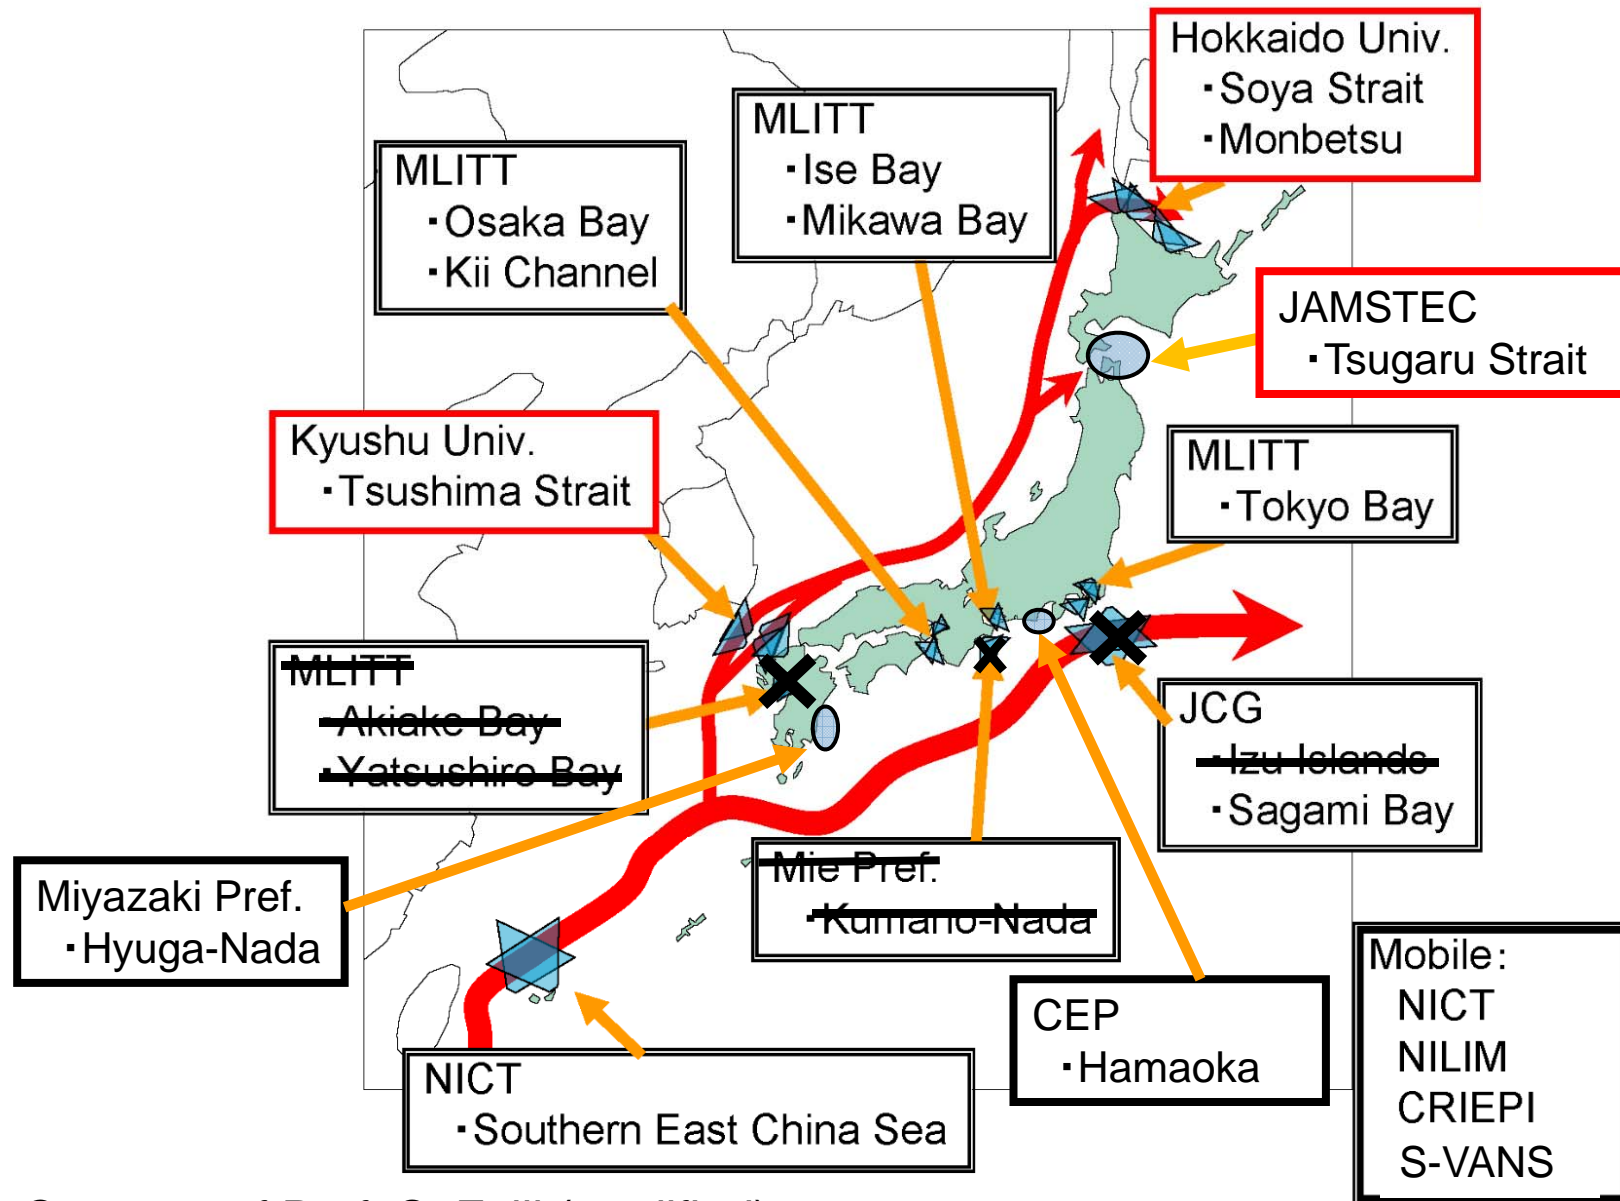 Hokkaido Univ.
・Soya Strait
・Monbetsu
MLITT
・Ise Bay
・Mikawa Bay
MLITT
・Osaka Bay
・Kii Channel
JAMSTEC
・Tsugaru Strait
Kyushu Univ.
・Tsushima Strait
MLITT
・Tokyo Bay
MLITT
・Akiake Bay
・Yatsushiro Bay
JCG
・Izu Islands
・Sagami Bay
Mie Pref.
・Kumano-Nada
Miyazaki Pref.
・Hyuga-Nada
CEP
・Hamaoka
Mobile:
NICT
NILIM
CRIEPI
S-VANS
NICT
・Southern East China Sea